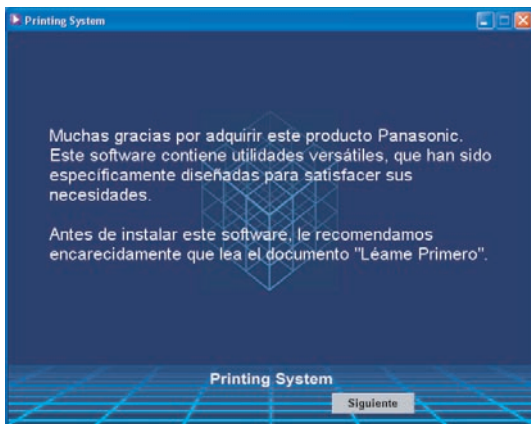 Printing System
Muchas gracias por adquirir este producto Panasonic.
Este software contiene utilidades versátiles, que han sido
específicamente diseñadas para satisfacer sus
necesidades.
Antes de instalar este software, le recomendamos
encarecidamente que lea el documento "Léame Primero".
Printing System
Siguiente